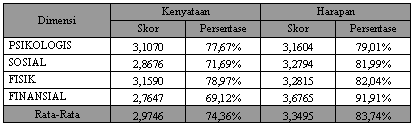 Dimensi Kenyataan Harapan
Skor Persentase Skor Persentase
PSIKOLOGIS 3,1070 77,67% 3,1604 79,01%
SOSIAL 2,8676 71,69% 3,2794 81,99%
FISIK 3,1590 78,97% 3,2815 82,04%
FINANSIAL 2,7647 69,12% 3,6765 91,91%
Rata-Rata 2,9746 74,36% 3,3495 83,74%